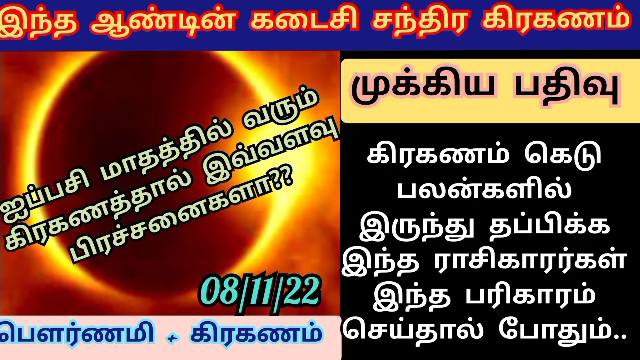 இந்த ஆண்டின் கடைசி சந்திர கிரகணம்
ஐப்பசி மாதத்தில் வரும்
கிரகணத்தால் இவ்வளவு
பிரச்சனைகளா??
08/11/22
பௌர்ணமி + கிரகணம்
முக்கிய பதிவு
கிரகணம் கெடு
பலன்களில்
இருந்து தப்பிக்க
இந்த ராசிகாரர்கள்
இந்த பரிகாரம்
செய்தால் போதும்..